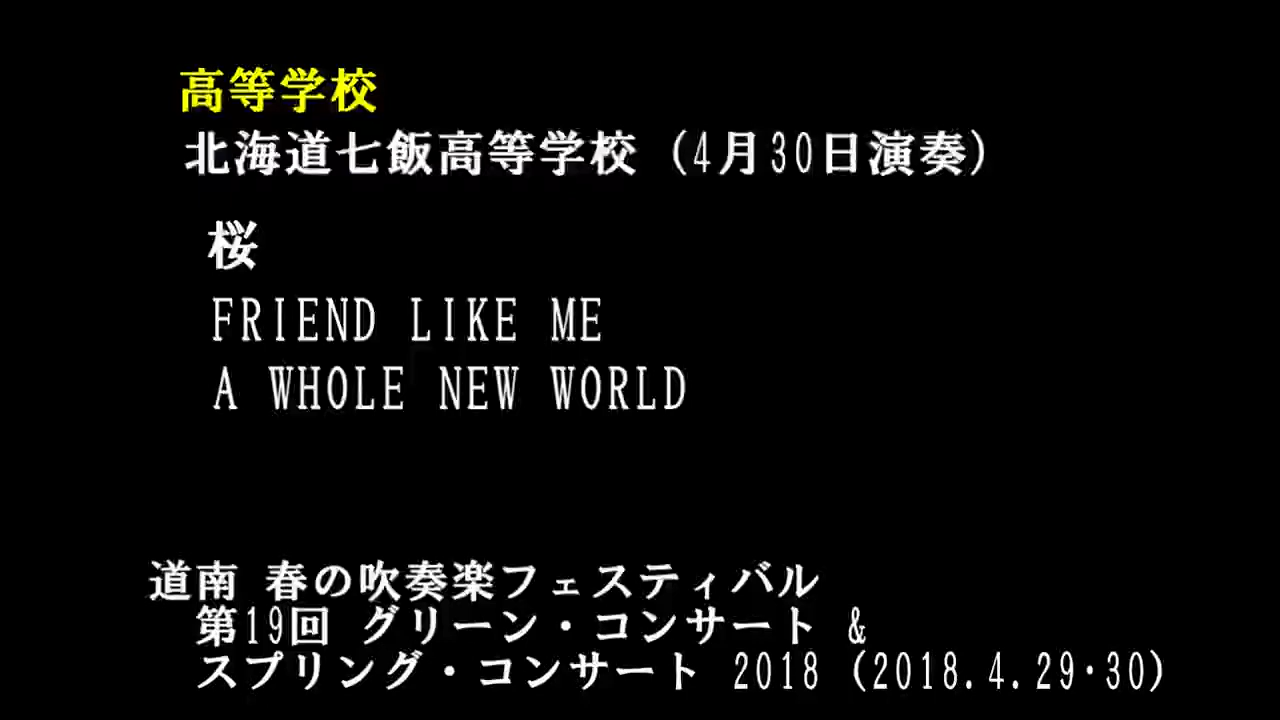 高等学校
北海道七飯高等学校 (4月30日演奏)
桜
FRIEND LIKE ME
A WHOLE NEW WORLD
道南 春の吹奏楽フェスティバル
第19回 グリーン・コンサート &
スプリング・コンサート 2018 (2018.4.29・30)